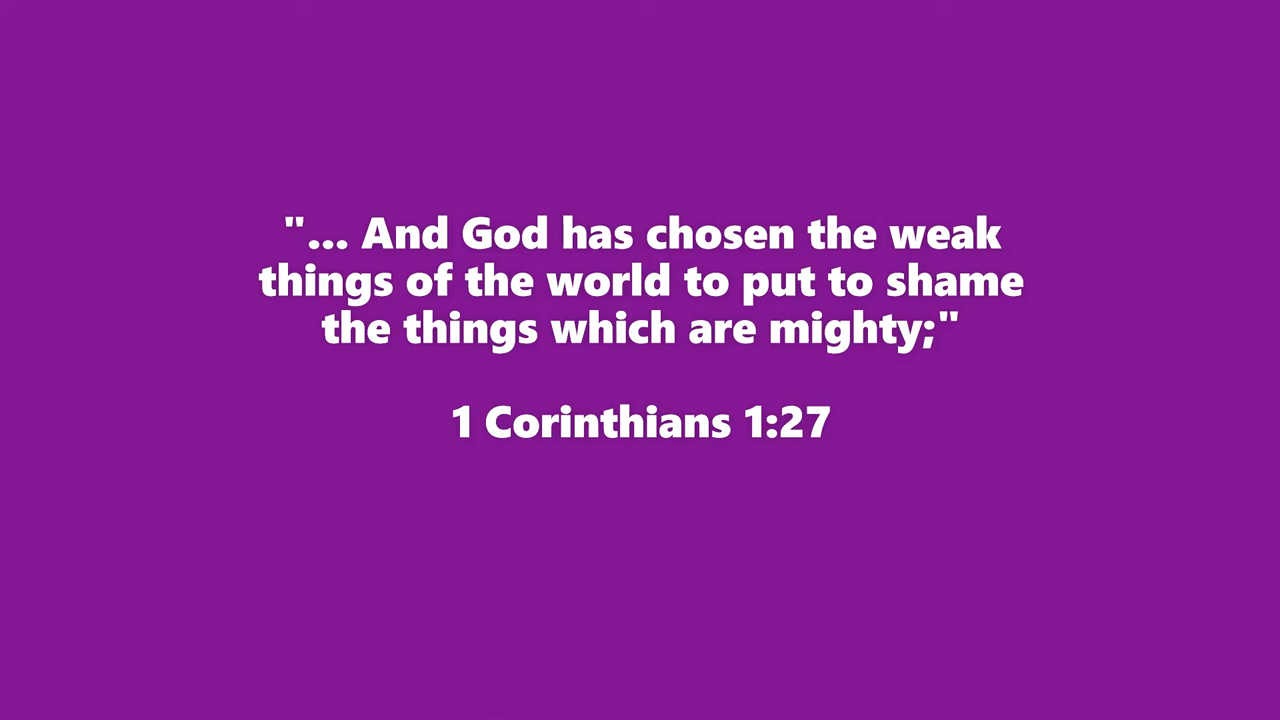 "... And God has chosen the weak
things of the world to put to shame
the things which are mighty;"
1 Corinthians 1:27